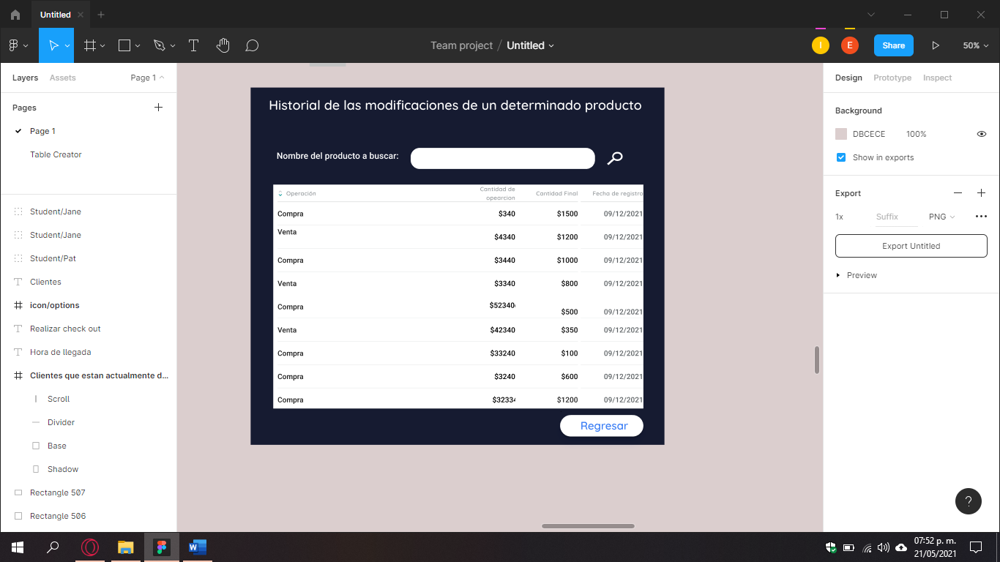 Untitled
Team project / Untitled
I
E
Share
50%
Layers
Assets
Page 1
Pages
Page 1
Table Creator
Student/Jane
Student/Jane
Student/Pat
Clientes
icon/options
Realizar check out
Hora de llegada
Clientes que estan actualmente d...
Scroll
Divider
Base
Shadow
Rectangle 507
Rectangle 506
Historial de las modificaciones de un determinado producto
Nombre del producto a buscar:
Operación
Cantidad de
opearcion
Cantidad Final
Fecha de registro
Compra $340 $1500 09/12/2021
Venta $4340 $1200 09/12/2021
Compra $3440 $1000 09/12/2021
Venta $3340 $800 09/12/2021
Compra $52340 $500 09/12/2021
Venta $42340 $350 09/12/2021
Compra $33240 $100 09/12/2021
Compra $3240 $600 09/12/2021
Compra $32334 $1200 09/12/2021
Regresar
Design
Prototype
Inspect
Background
DBCECE 100%
Show in exports
Export
1x
Suffix
PNG
Export Untitled
Preview
?
07:52 p. m.
21/05/2021